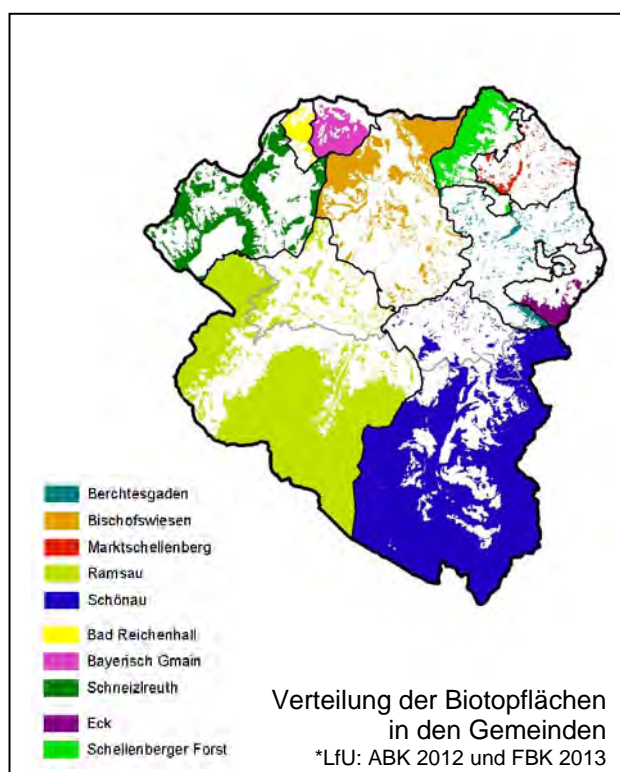 Berchtesgaden
Bischofswiesen
Marktschellenberg
Ramsau
Schönau
Bad Reichenhall
Bayerisch Gmain
Schneizlreuth
Eck
Schellenberger Forst
Verteilung der Biotopflächen
in den Gemeinden
*LfU: ABK 2012 und FBK 2013